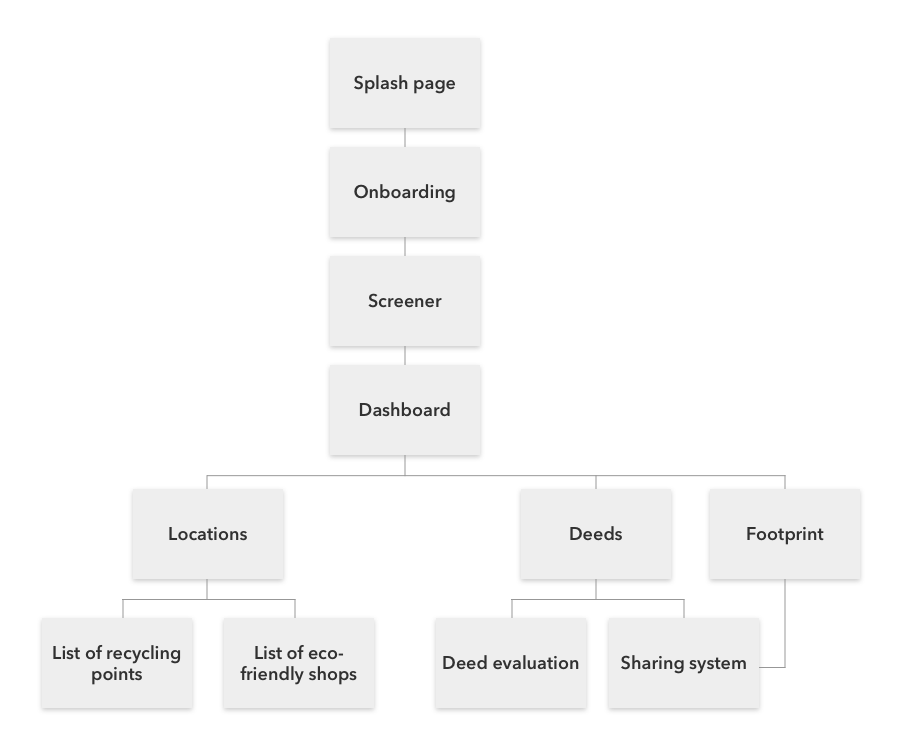 Splash page
Onboarding
Screener
Dashboard
Locations
Deeds
Footprint
List of recycling
points
List of eco-
friendly shops
Deed evaluation
Sharing system